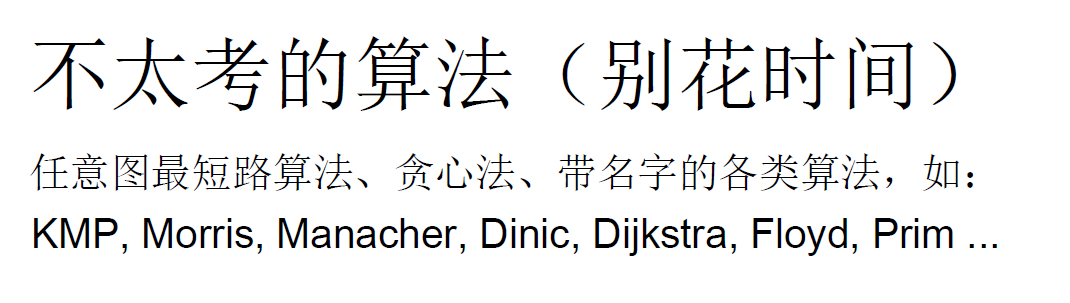 不太考的算法（别花时间）
任意图最短路算法、贪心法、带名字的各类算法，如：
KMP, Morris, Manacher, Dinic, Dijkstra, Floyd, Prim ...